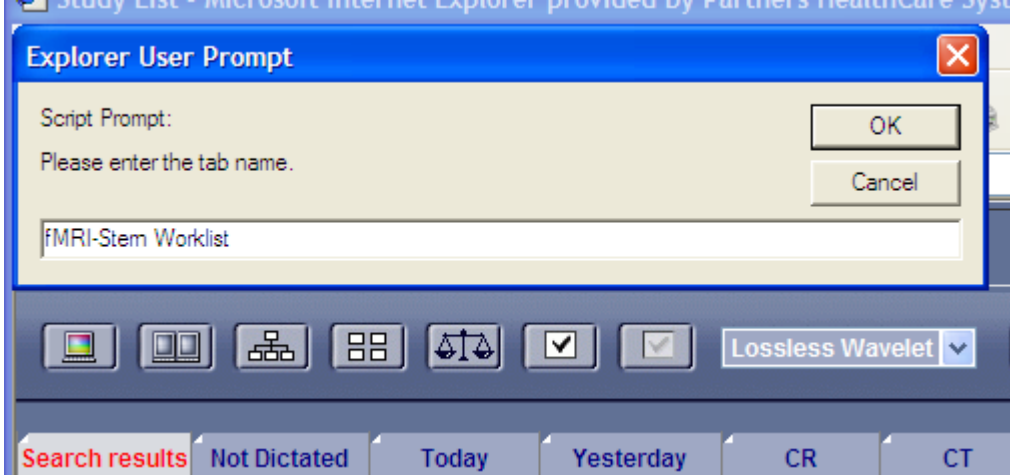 Study List - Microsoft Internet Explorer provided by Partners HealthCare Syst
Explorer User Prompt
Script Prompt:
OK
Please enter the tab name.
Cancel
fMRI-Stem Worklist
Lossless Wavelet
Search results Not Dictated Today Yesterday CR CT